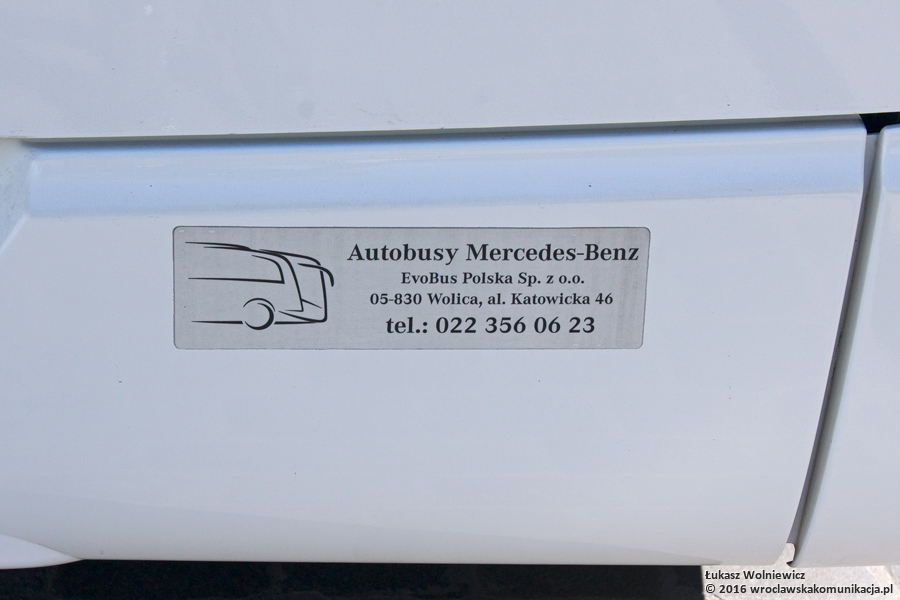 Autobusy Mercedes-Benz
EvoBus Polska Sp. z o.o.
05-830 Wolica, al. Katowicka 46
tel.: 022 356 06 23
Łukasz Wolniewicz
© 2016 wroclawskakomunikacja.pl